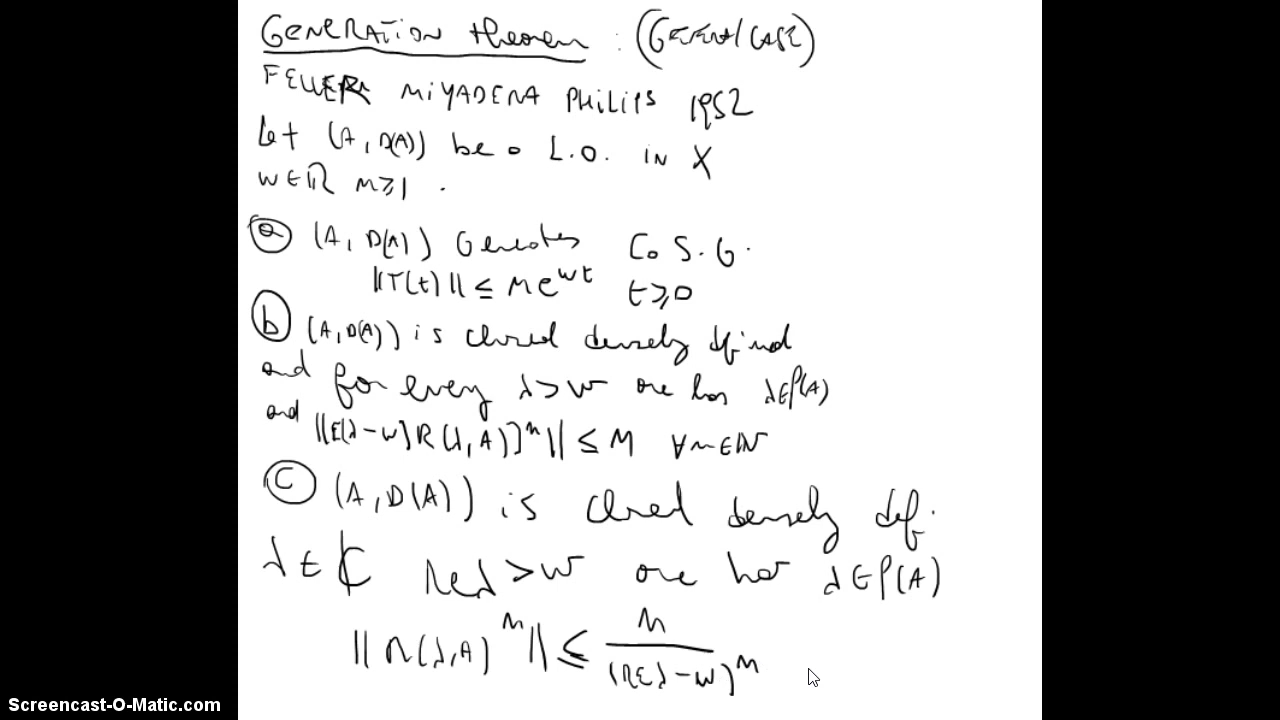 GENERATION theorem : (GENERAL CASE)
FELLER MIYADERA PHILIPS 1952
Let (A, D(A)) be a L.O. IN X
w∈ℝ M≥1 .
ⓐ (A, D(A)) Generates C₀ S.G.
||T(t)|| ≤ M e^{wt} t≥0
ⓑ (A, D(A)) is closed densely defined
and for every λ>w one has λ∈ρ(A)
and ||[(λ-w)R(λ,A)]^n|| ≤ M ∀n∈ℕ
ⓒ (A, D(A)) is closed densely def.
λ∈ℂ Reλ>w one has λ∈ρ(A)
||R(λ,A)^n|| ≤ M/(REλ-w)^n
Screencast-O-Matic.com